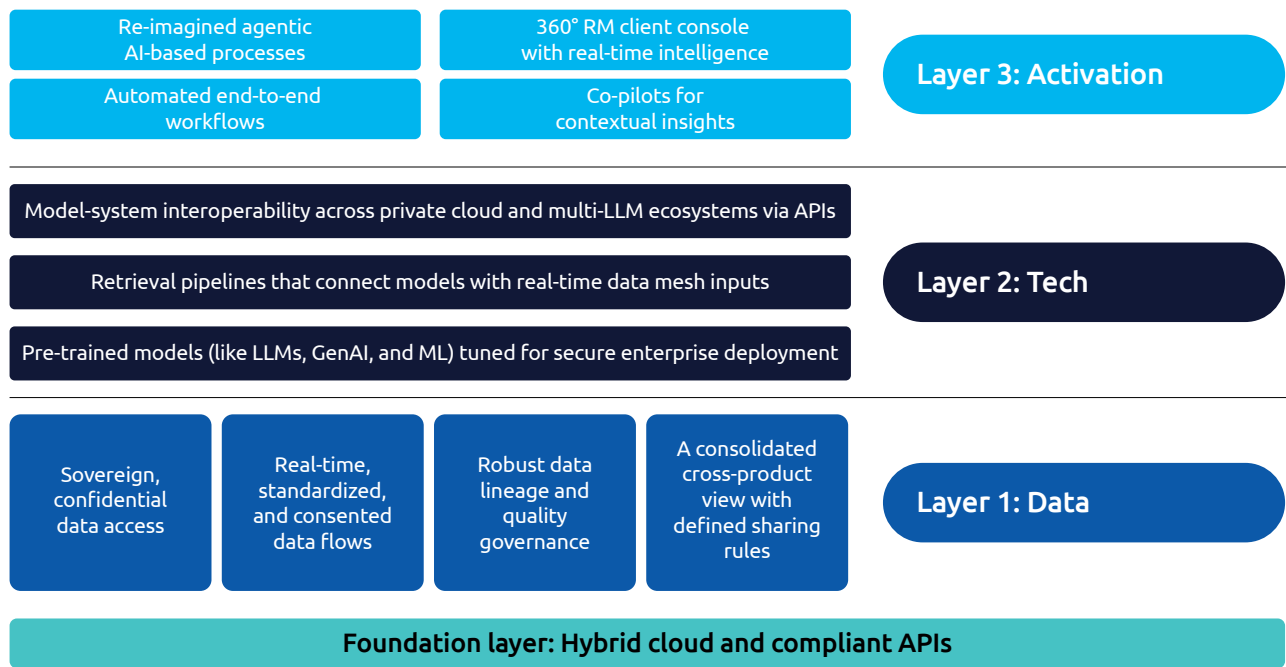 Re-imagined agentic
AI-based processes
360° RM client console
with real-time intelligence
Automated end-to-end
workflows
Co-pilots for
contextual insights
Layer 3: Activation
Model-system interoperability across private cloud and multi-LLM ecosystems via APIs
Retrieval pipelines that connect models with real-time data mesh inputs
Pre-trained models (like LLMs, GenAI, and ML) tuned for secure enterprise deployment
Layer 2: Tech
Sovereign,
confidential
data access
Real-time,
standardized,
and consented
data flows
Robust data
lineage and
quality
governance
A consolidated
cross-product
view with
defined sharing
rules
Layer 1: Data
Foundation layer: Hybrid cloud and compliant APIs